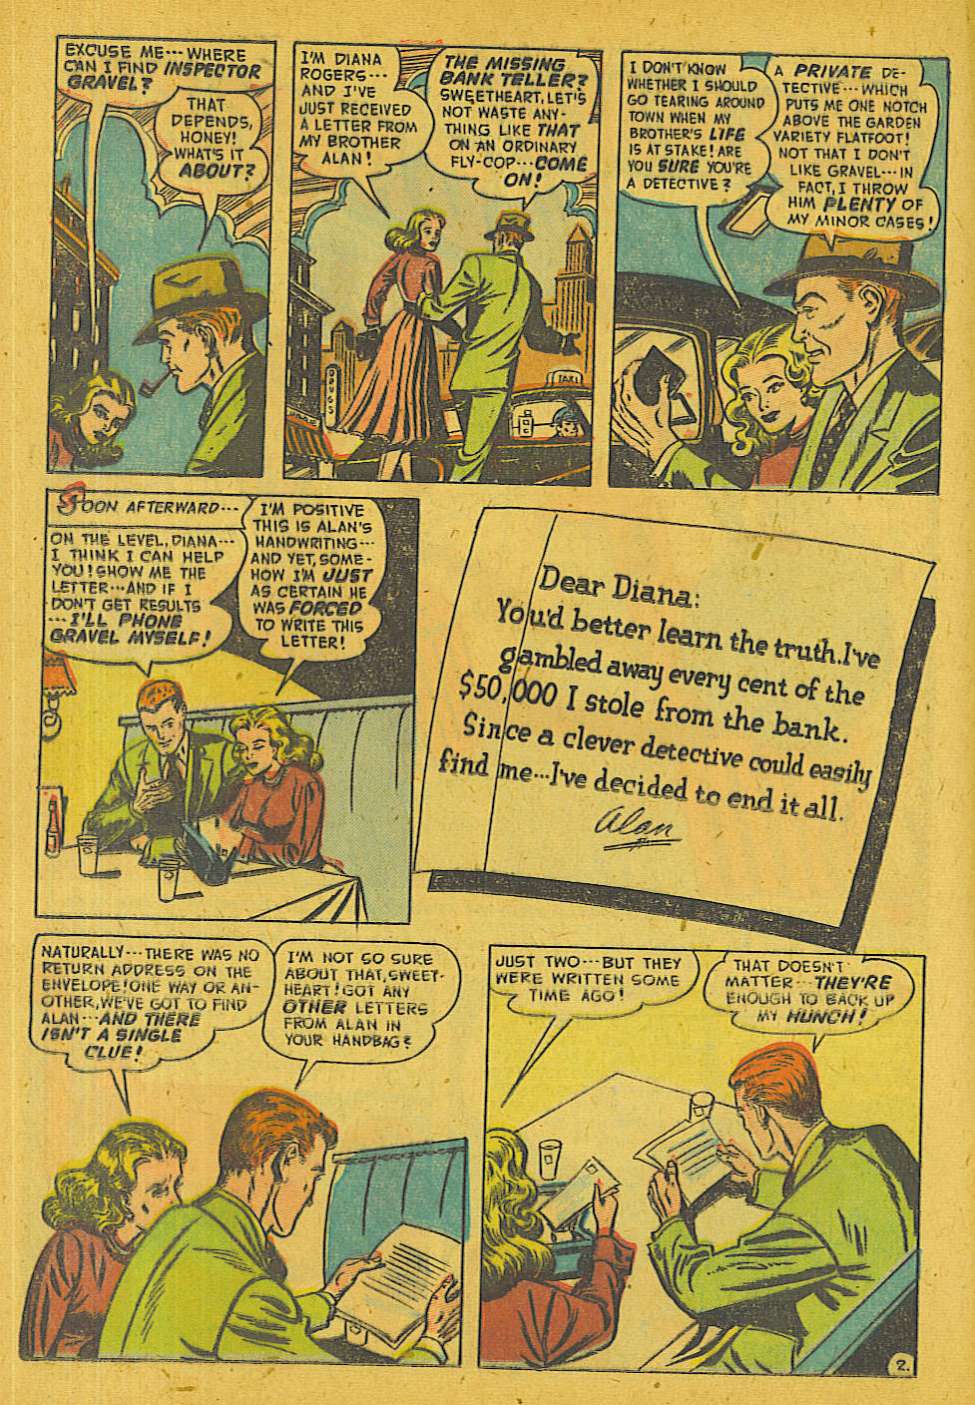 EXCUSE ME---WHERE
CAN I FIND INSPECTOR
GRAVEL?
THAT
DEPENDS,
HONEY!
WHAT'S IT
ABOUT?
I'M DIANA
ROGERS---
AND I'VE
JUST RECEIVED
A LETTER FROM
MY BROTHER
ALAN!
THE MISSING
BANK TELLER?
SWEETHEART, LET'S
NOT WASTE ANY-
THING LIKE THAT
ON AN ORDINARY
FLY-COP---COME
ON!
DRUGS
TAXI
I DON'T KNOW
WHETHER I SHOULD
GO TEARING AROUND
TOWN WHEN MY
BROTHER'S LIFE
IS AT STAKE! ARE
YOU SURE YOU'RE
A DETECTIVE?
A PRIVATE DE-
TECTIVE---WHICH
PUTS ME ONE NOTCH
ABOVE THE GARDEN
VARIETY FLATFOOT!
NOT THAT I DON'T
LIKE GRAVEL---IN
FACT, I THROW
HIM PLENTY OF
MY MINOR CASES!
SOON AFTERWARD---
ON THE LEVEL, DIANA---
I THINK I CAN HELP
YOU! SHOW ME THE
LETTER---AND IF I
DON'T GET RESULTS
---I'LL PHONE
GRAVEL MYSELF!
I'M POSITIVE
THIS IS ALAN'S
HANDWRITING---
AND YET, SOME-
HOW I'M JUST
AS CERTAIN HE
WAS FORCED
TO WRITE THIS
LETTER!
Dear Diana:
You'd better learn the truth. I've
gambled away every cent of the
$50,000 I stole from the bank.
Since a clever detective could easily
find me---I've decided to end it all.
Alan
NATURALLY---THERE WAS NO
RETURN ADDRESS ON THE
ENVELOPE! ONE WAY OR AN-
OTHER, WE'VE GOT TO FIND
ALAN---AND THERE
ISN'T A SINGLE
CLUE!
I'M NOT SO SURE
ABOUT THAT, SWEET-
HEART! GOT ANY
OTHER LETTERS
FROM ALAN IN
YOUR HANDBAG?
JUST TWO---BUT THEY
WERE WRITTEN SOME
TIME AGO!
THAT DOESN'T
MATTER---THEY'RE
ENOUGH TO BACK UP
MY HUNCH!
2.